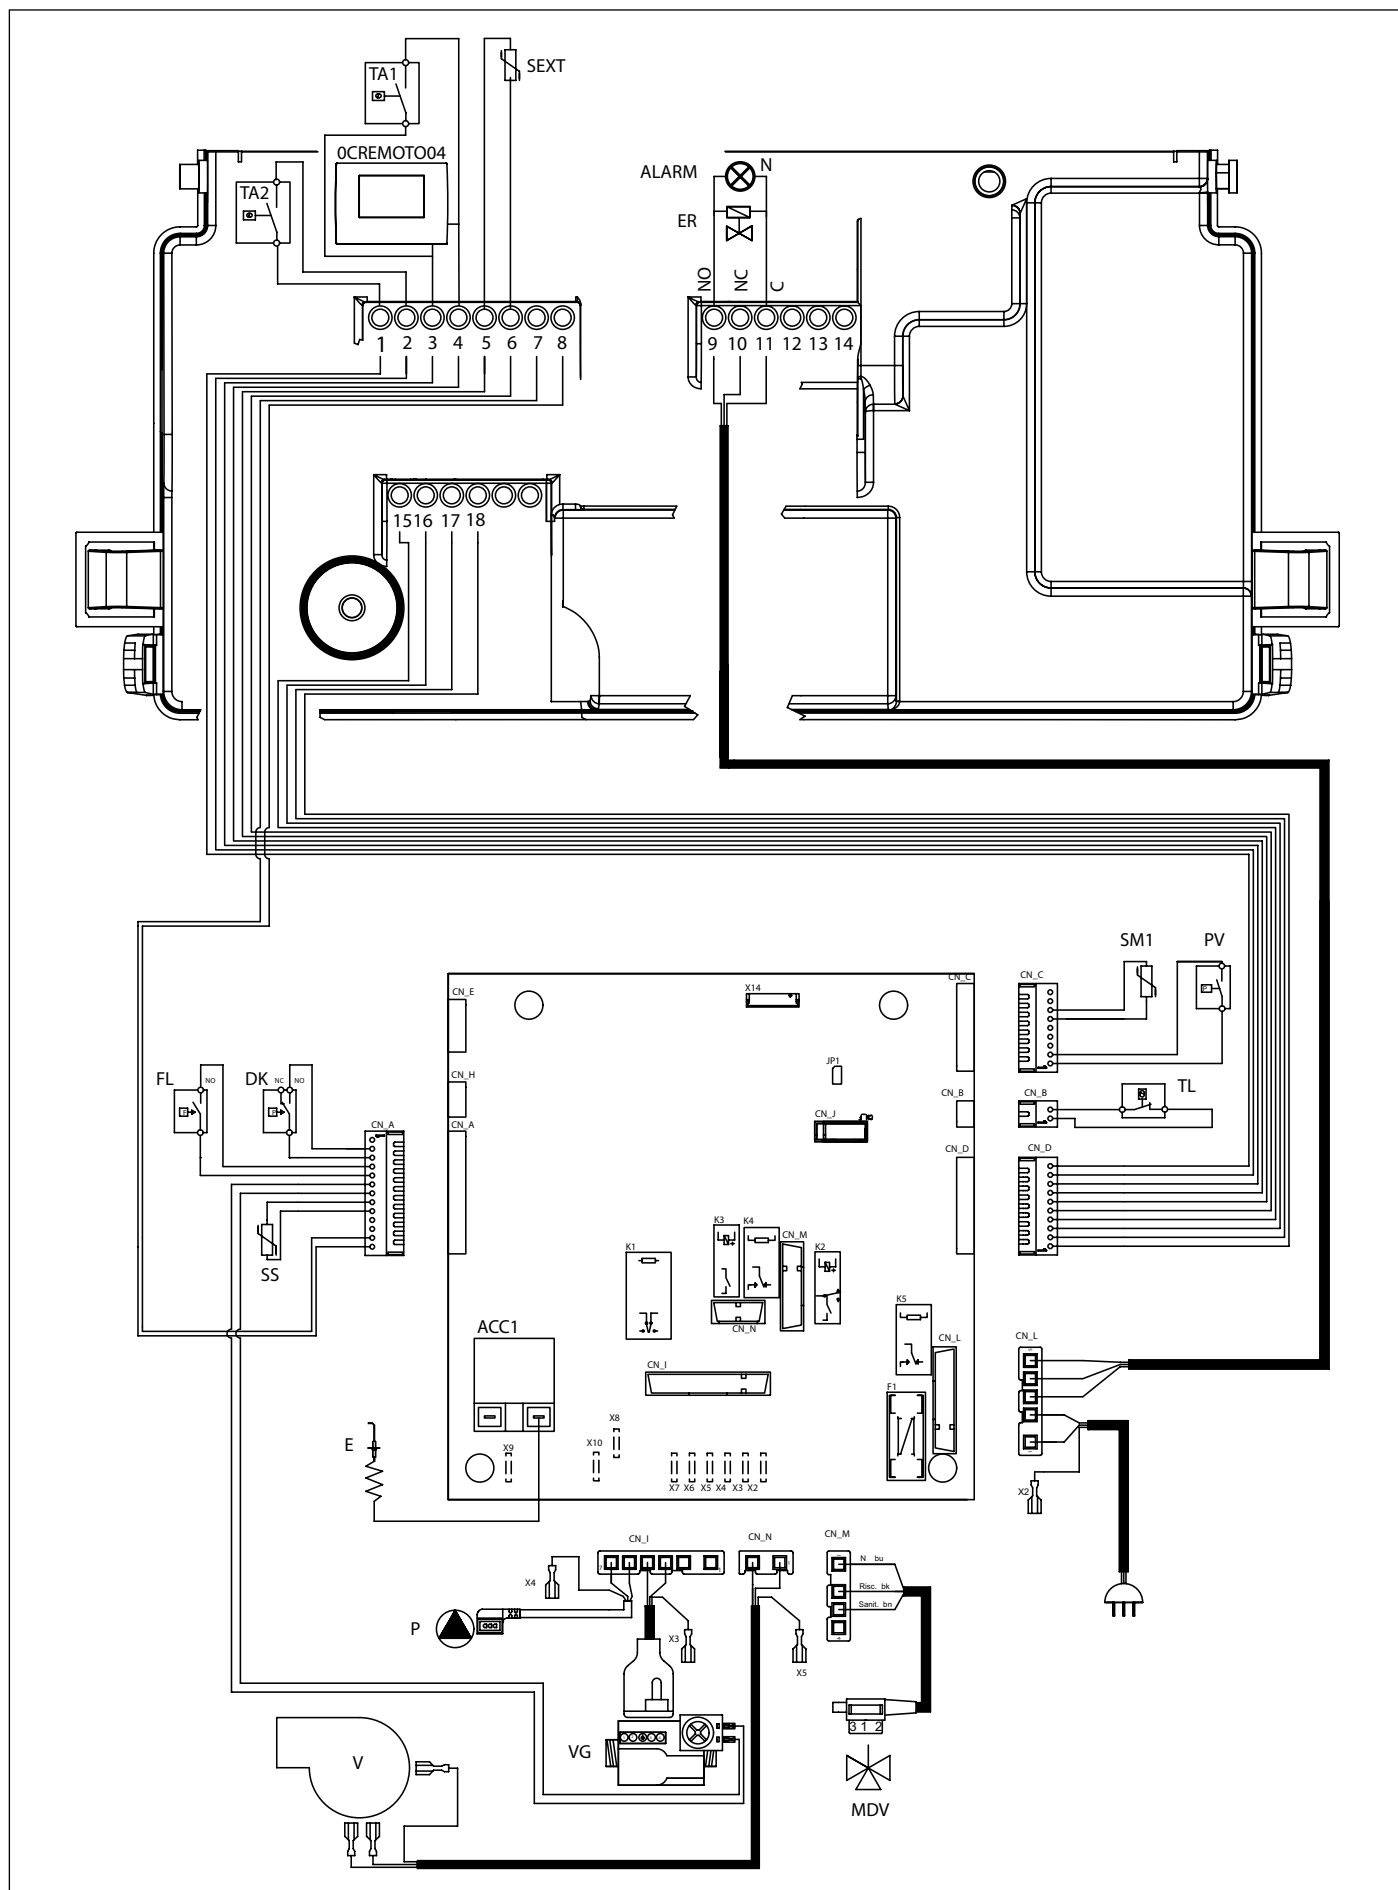 TA1
SEXT
0CREMOTO04
TA2
ALARM N
ER
NO NC C
1 2 3 4 5 6 7 8
9 10 11 12 13 14
15 16 17 18
SM1 PV
CN_E
X14
CN_C
CN_C
FL NO
DK NC NO
CN_H
JP1
CN_B
CN_B
TL
CN_A
CN_A
CN_J
CN_D
CN_D
SS
K1
K3
K4
CN_M
K2
K5
CN_N
CN_L
CN_L
ACC1
CN_I
F1
E
X9
X10
X8
X7 X6 X5 X4 X3 X2
X2
CN_I
CN_N
CN_M
X4
N bu
Risc. bk
Sanit. bn
P
X3
X5
3 1 2
VG
V
MDV